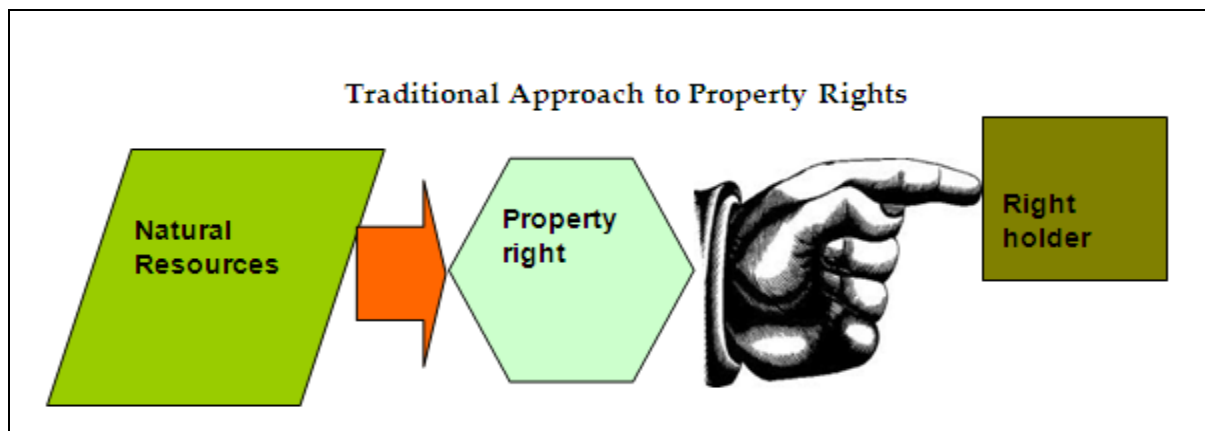 Traditional Approach to Property Rights
Natural
Resources
Property
right
Right
holder